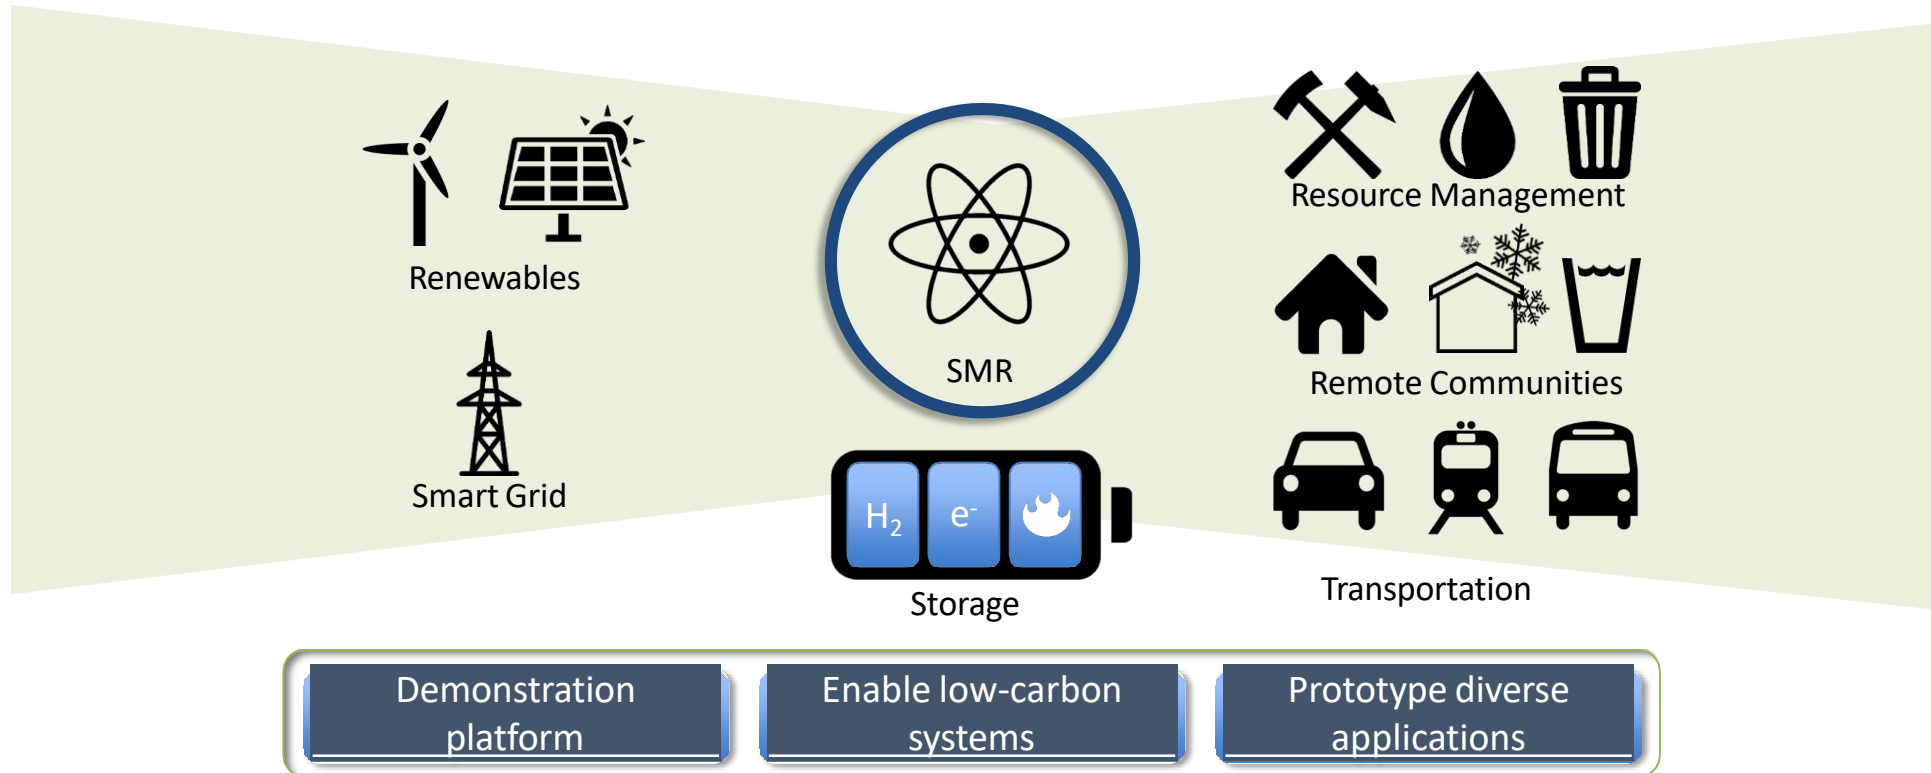 Renewables
Smart Grid
SMR
H₂
e⁻
Storage
Resource Management
Remote Communities
Transportation
Demonstration
platform
Enable low-carbon
systems
Prototype diverse
applications